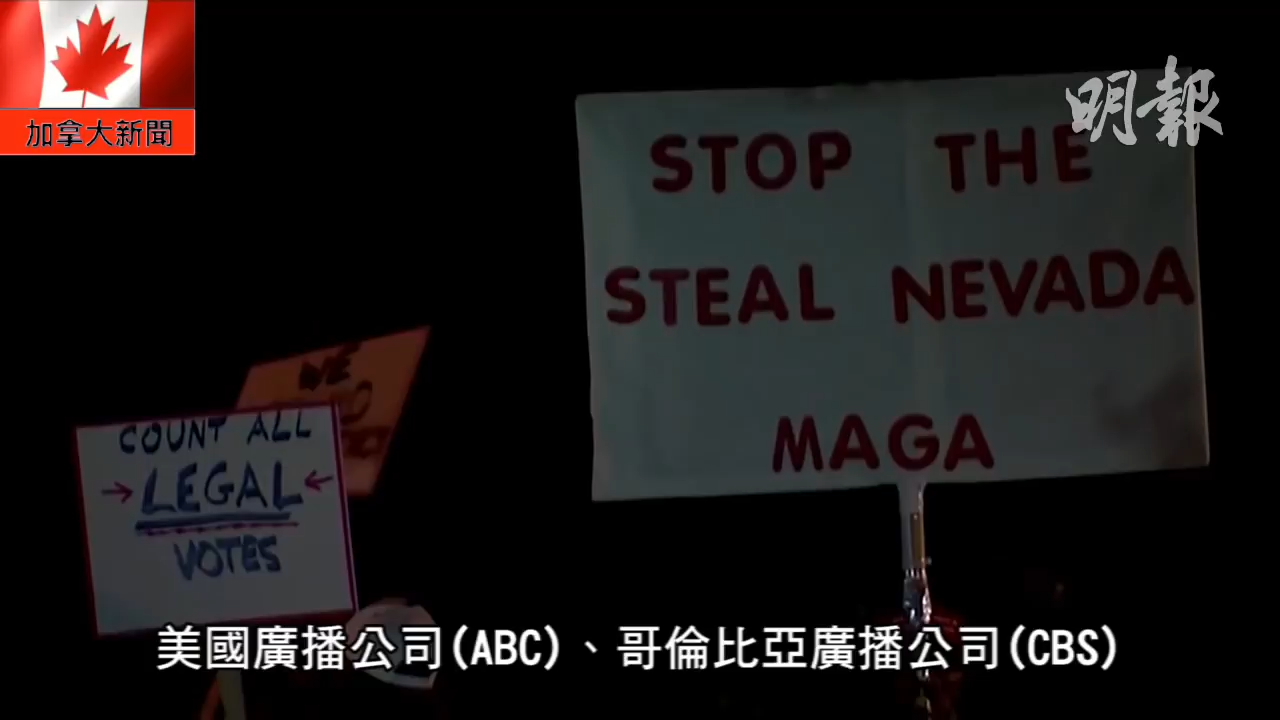 加拿大新聞
明報
STOP THE
STEAL NEVADA
MAGA
WE
COUNT ALL
→ LEGAL ←
VOTES
美國廣播公司(ABC)、哥倫比亞廣播公司(CBS)